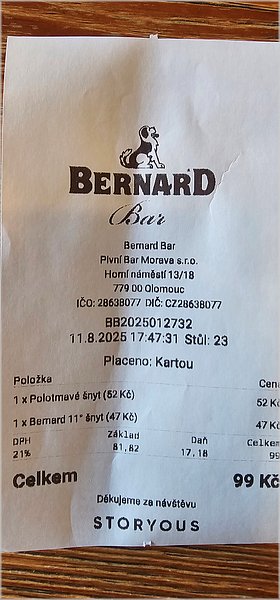 BERNARD
Bar
Bernard Bar
Pivní Bar Morava s.r.o.
Horní náměstí 13/18
779 00 Olomouc
IČO: 28638077 DIČ: CZ28638077
BB2025012732
11.8.2025 17:47:31 Stůl: 23
Placeno: Kartou
Položka Cena
1 x Polotmavé šnyt (52 Kč) 52 Kč
1 x Bernard 11° šnyt (47 Kč) 47 Kč
DPH Základ Daň Celkem
21% 81,82 17,18 99
Celkem 99 Kč
Děkujeme za návštěvu
STORYOUS